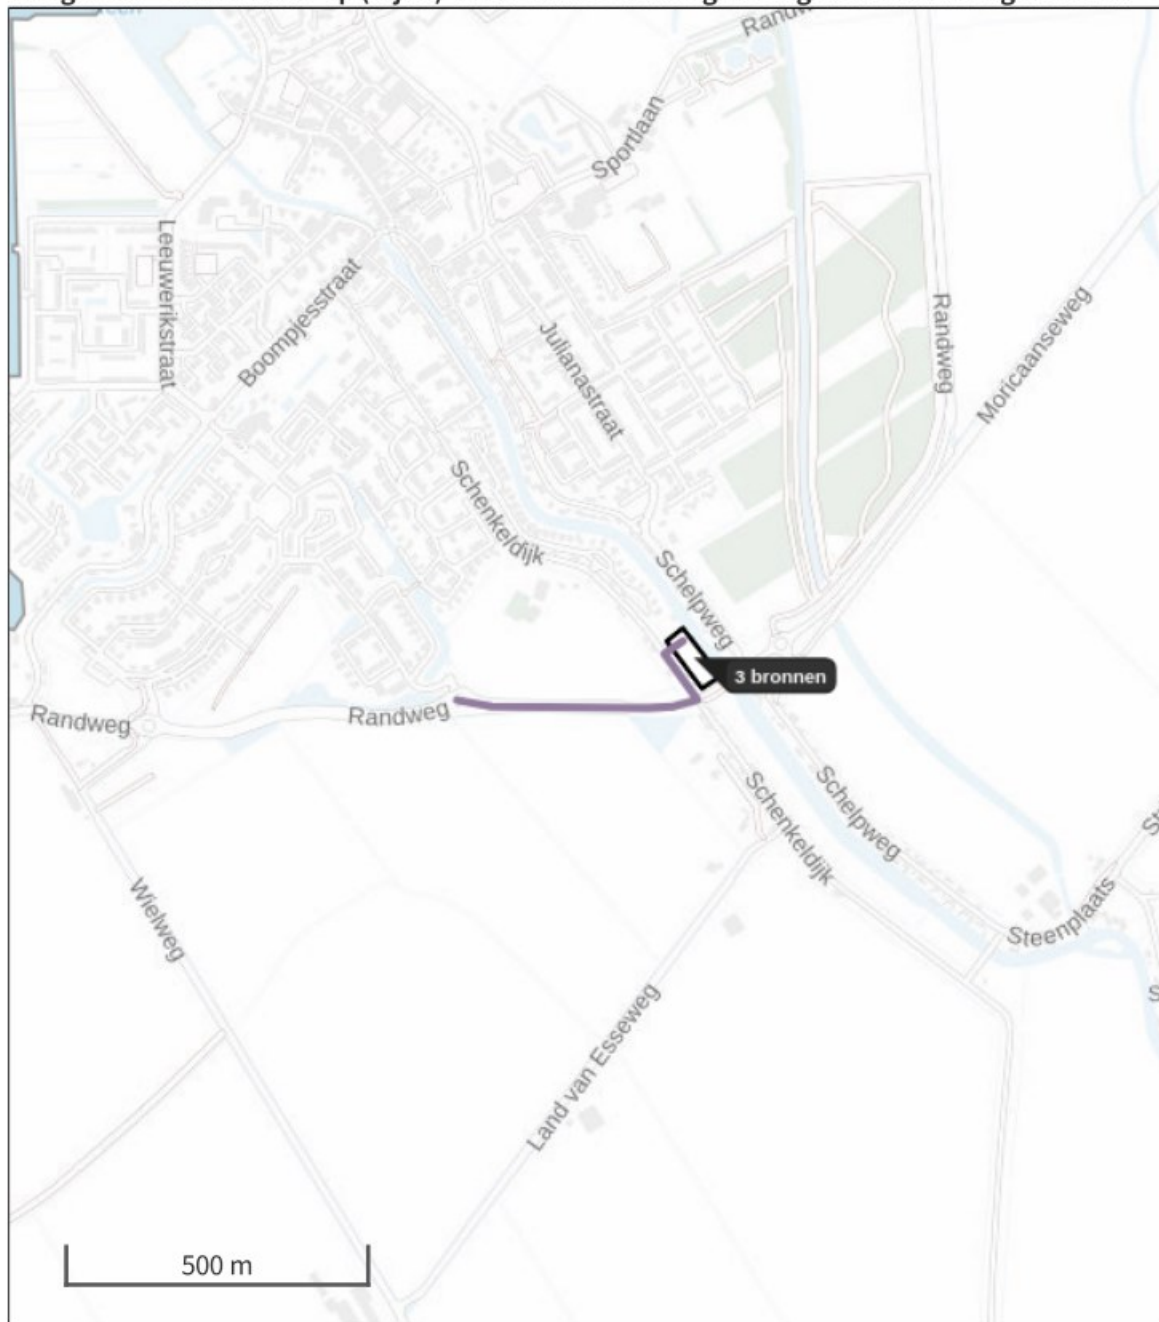 Randw
Sportlaan
Leeuwerikstraat
Boompjesstraat
Julianastraat
Randweg
Moricaanseweg
Schenkeldijk
Schelpweg
3 bronnen
Randweg
Randweg
Schenkeldijk
Schelpweg
Wielweg
Steenplaats
Land van Esseweg
500 m